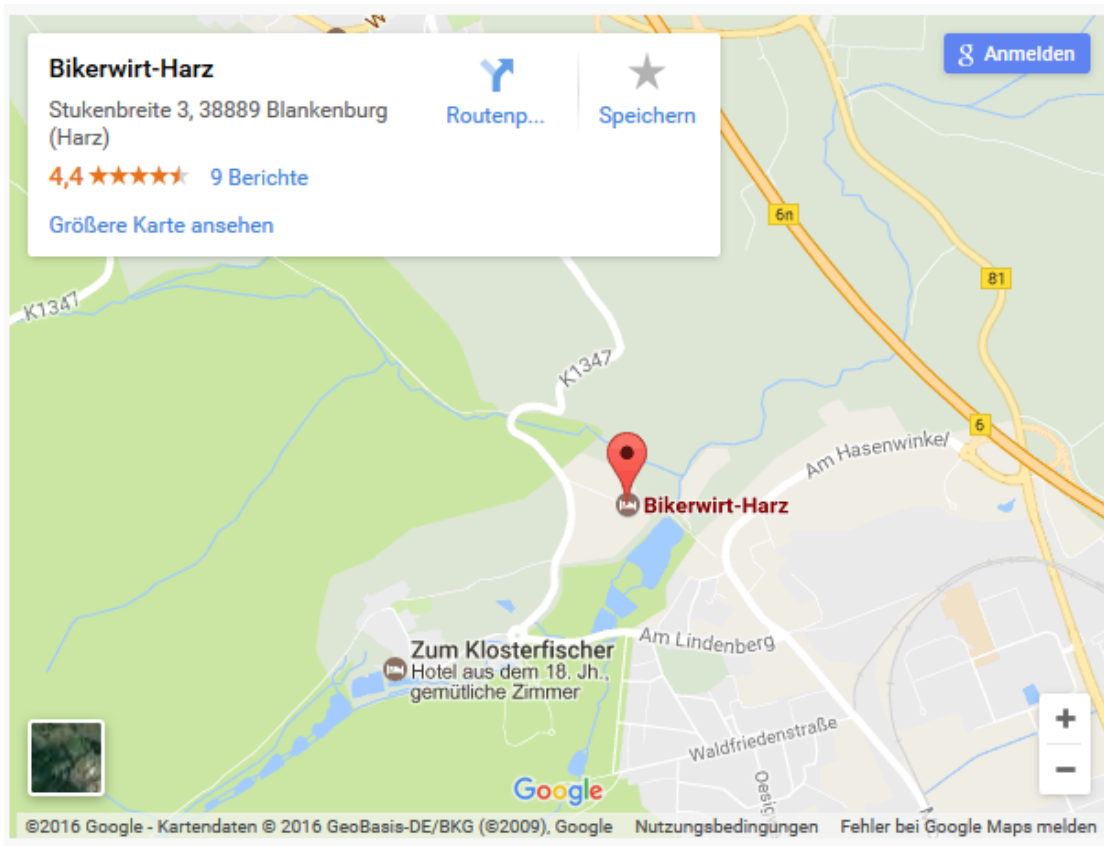 Bikerwirt-Harz
Stukenbreite 3, 38889 Blankenburg
(Harz)
4,4
9 Berichte
Größere Karte ansehen
Routenp...
Speichern
Anmelden
6n
81
K1347
K1347
6
Am Hasenwinkel
Bikerwirt-Harz
Am Lindenberg
Zum Klosterfischer
Hotel aus dem 18. Jh.,
gemütliche Zimmer
Waldfriedenstraße
Oesig
Google
©2016 Google - Kartendaten © 2016 GeoBasis-DE/BKG (©2009), Google Nutzungsbedingungen Fehler bei Google Maps melden